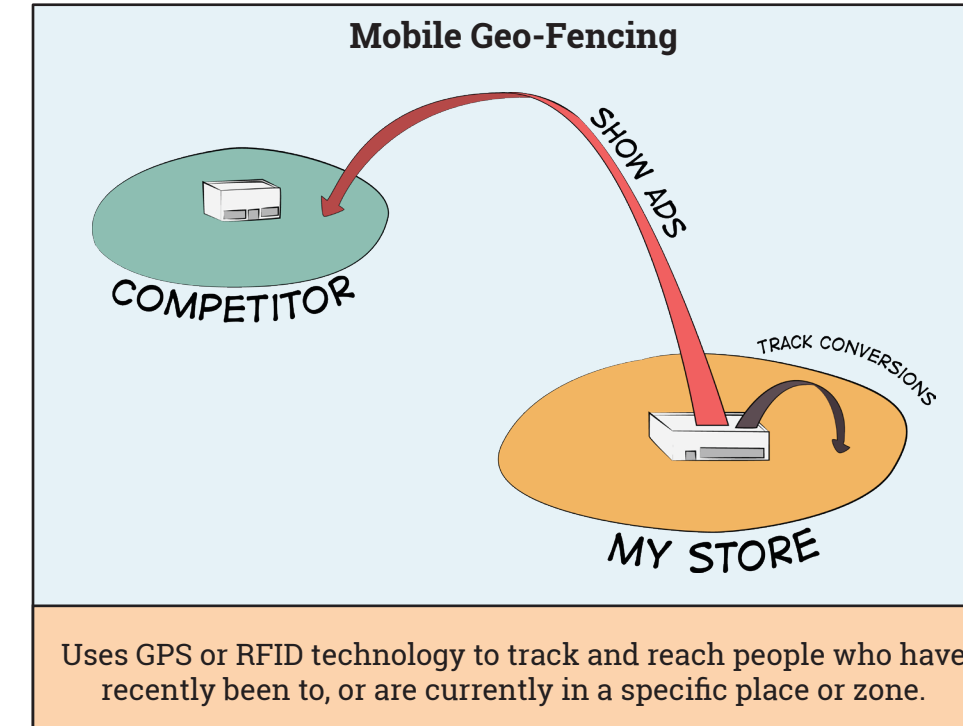 Mobile Geo-Fencing
SHOW ADS
COMPETITOR
TRACK CONVERSIONS
MY STORE
Uses GPS or RFID technology to track and reach people who have
recently been to, or are currently in a specific place or zone.